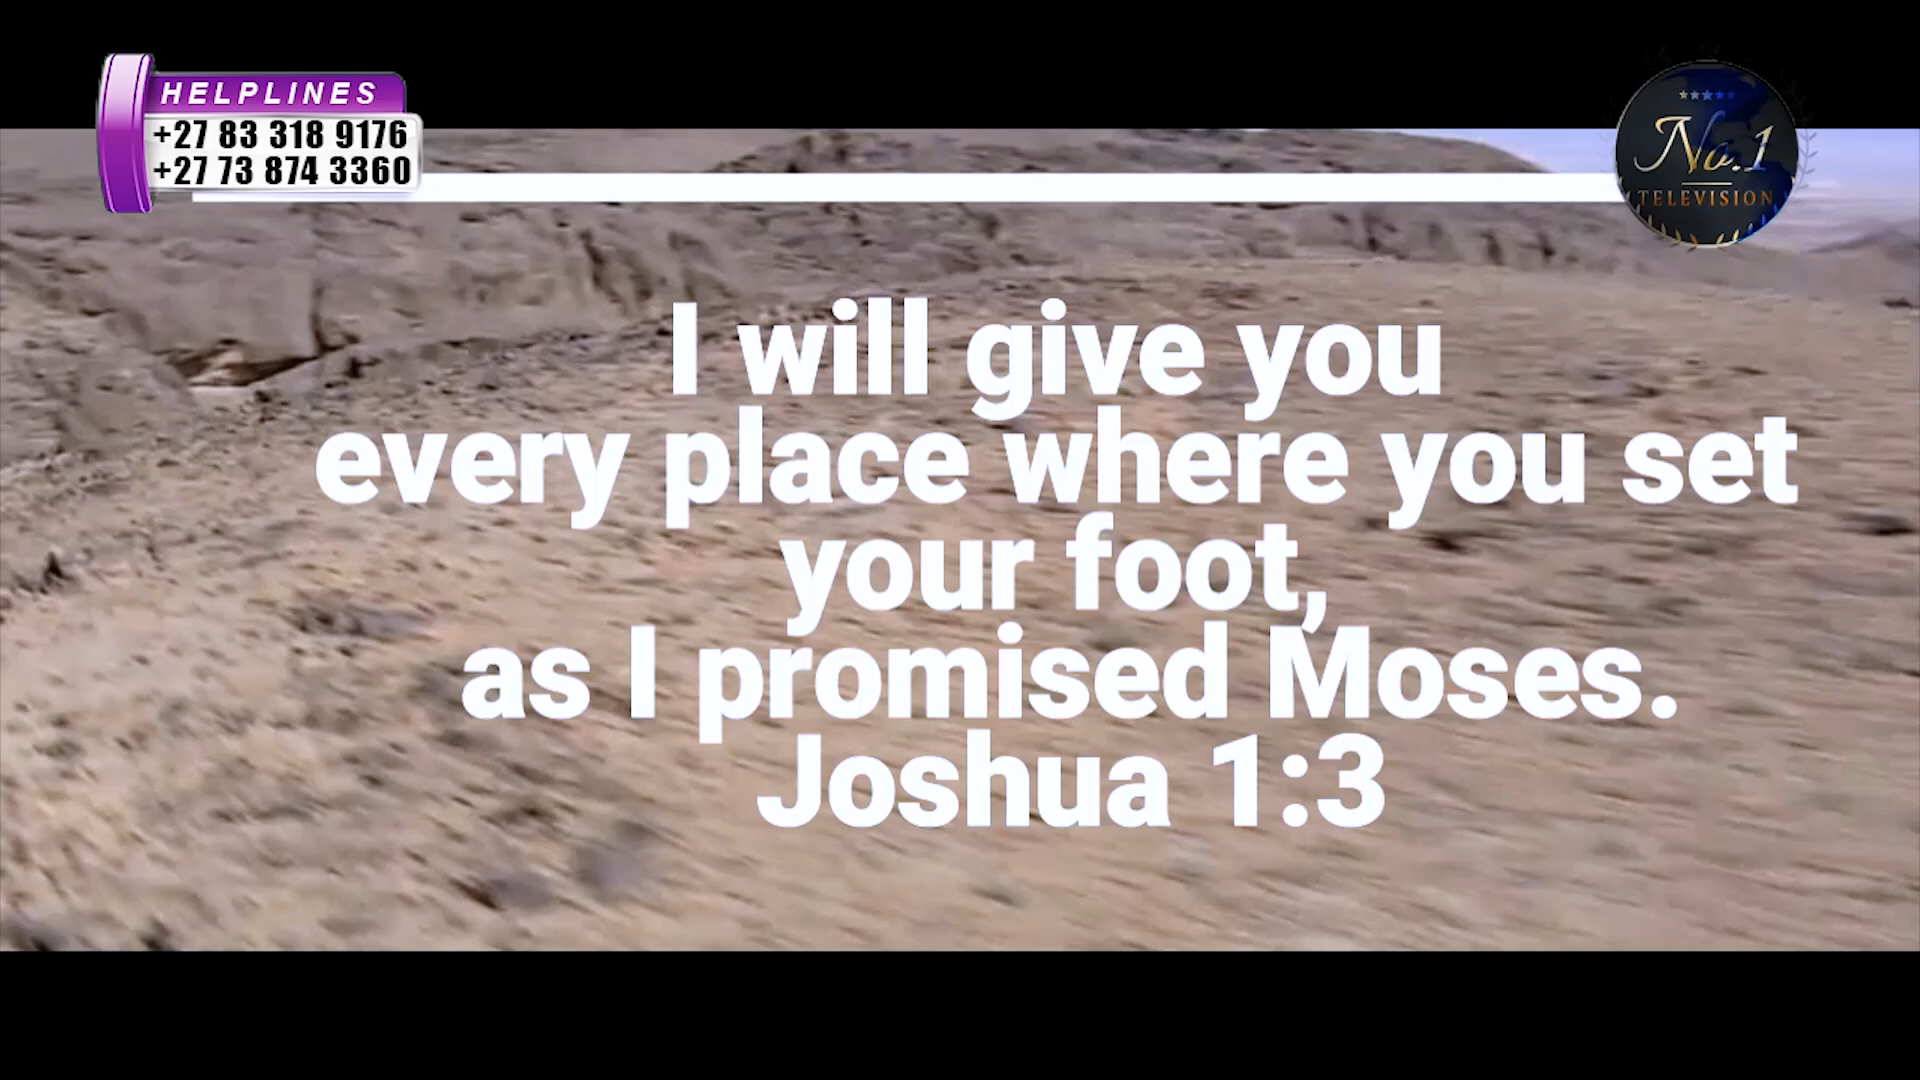 HELPLINES
+27 83 318 9176
+27 73 874 3360
No.1
TELEVISION
I will give you
every place where you set
your foot,
as I promised Moses.
Joshua 1:3